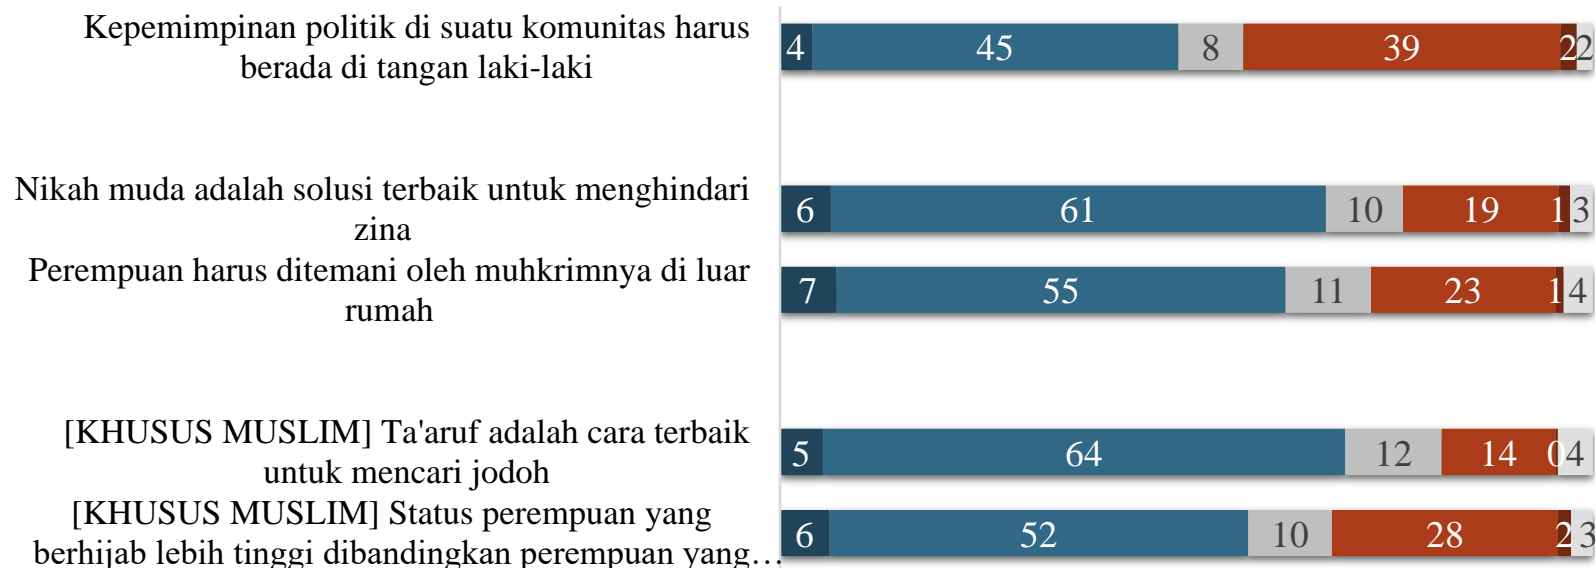 Kepemimpinan politik di suatu komunitas harus
berada di tangan laki-laki
4 45 8 39 2 2
Nikah muda adalah solusi terbaik untuk menghindari
zina
6 61 10 19 1 3
Perempuan harus ditemani oleh muhkrimnya di luar
rumah
7 55 11 23 1 4
[KHUSUS MUSLIM] Ta'aruf adalah cara terbaik
untuk mencari jodoh
5 64 12 14 0 4
[KHUSUS MUSLIM] Status perempuan yang
berhijab lebih tinggi dibandingkan perempuan yang…
6 52 10 28 2 3